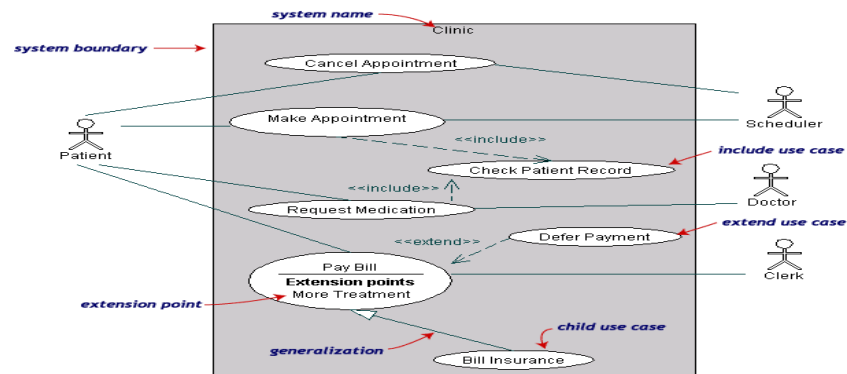 system name
Clinic
system boundary
Cancel Appointment
Make Appointment
Scheduler
<<include>>
Patient
include use case
Check Patient Record
<<include>>
Doctor
Request Medication
extend use case
<<extend>>
Defer Payment
Pay Bill
Extension points
More Treatment
Clerk
extension point
child use case
generalization
Bill Insurance